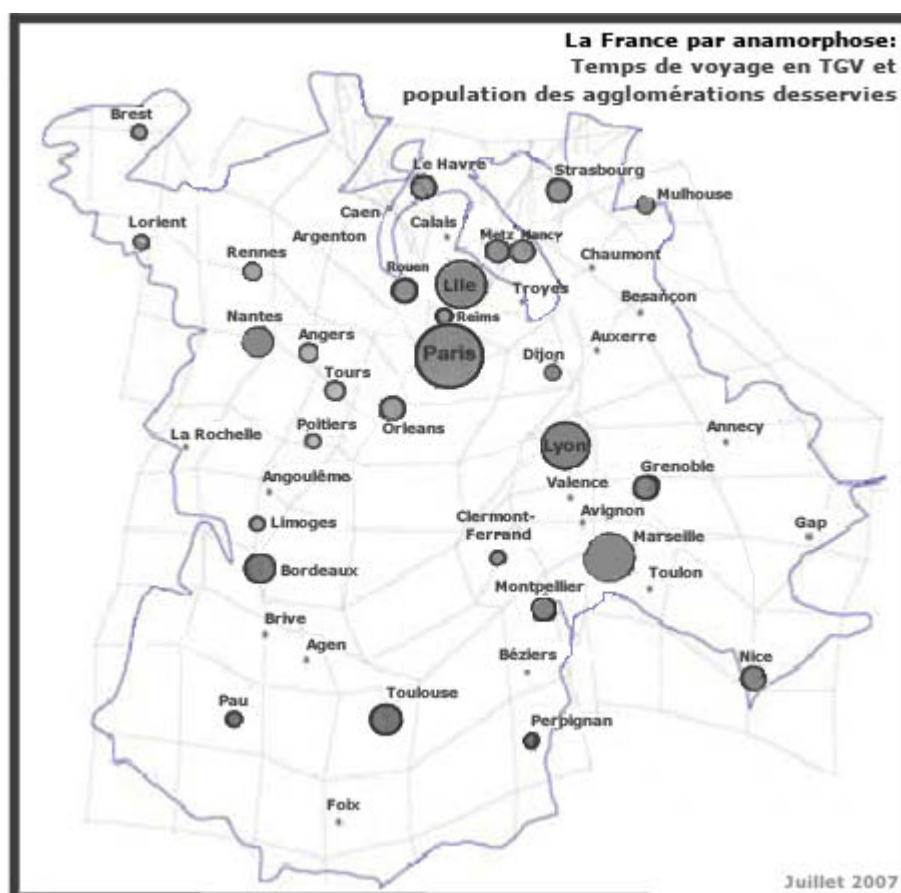 La France par anamorphose:
Temps de voyage en TGV et
population des agglomérations desservies
Brest
Le Havre
Strasbourg
Mulhouse
Caen
Lorient
Calais
Argenton
Metz
Nancy
Rennes
Chaumont
Rouen
Lille
Troyes
Besançon
Nantes
Reims
Angers
Auxerre
Paris
Dijon
Tours
Orleans
Poitiers
La Rochelle
Annecy
Lyon
Grenoble
Angoulême
Valence
Avignon
Limoges
Clermont-
Ferrand
Gap
Marseille
Bordeaux
Toulon
Montpellier
Brive
Agen
Béziers
Nice
Pau
Toulouse
Perpignan
Foix
Juillet 2007